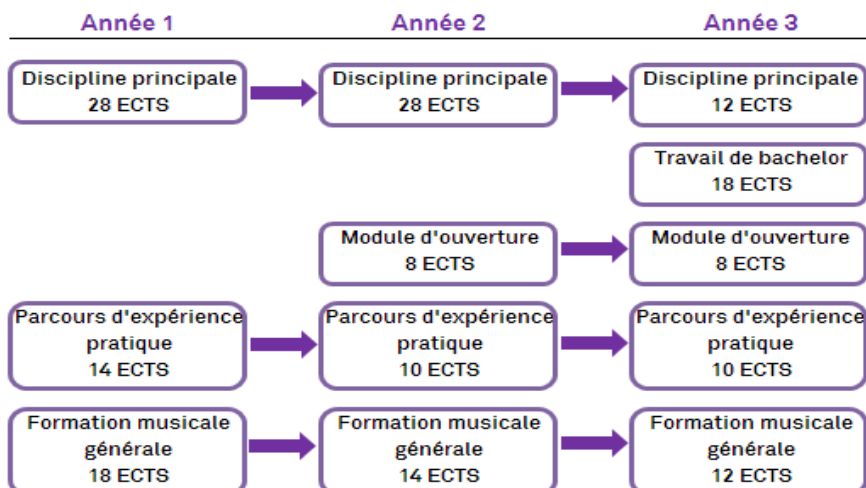 Année 1 Année 2 Année 3
Discipline principale
28 ECTS
Discipline principale
28 ECTS
Discipline principale
12 ECTS
Travail de bachelor
18 ECTS
Module d'ouverture
8 ECTS
Module d'ouverture
8 ECTS
Parcours d'expérience
pratique
14 ECTS
Parcours d'expérience
pratique
10 ECTS
Parcours d'expérience
pratique
10 ECTS
Formation musicale
générale
18 ECTS
Formation musicale
générale
14 ECTS
Formation musicale
générale
12 ECTS